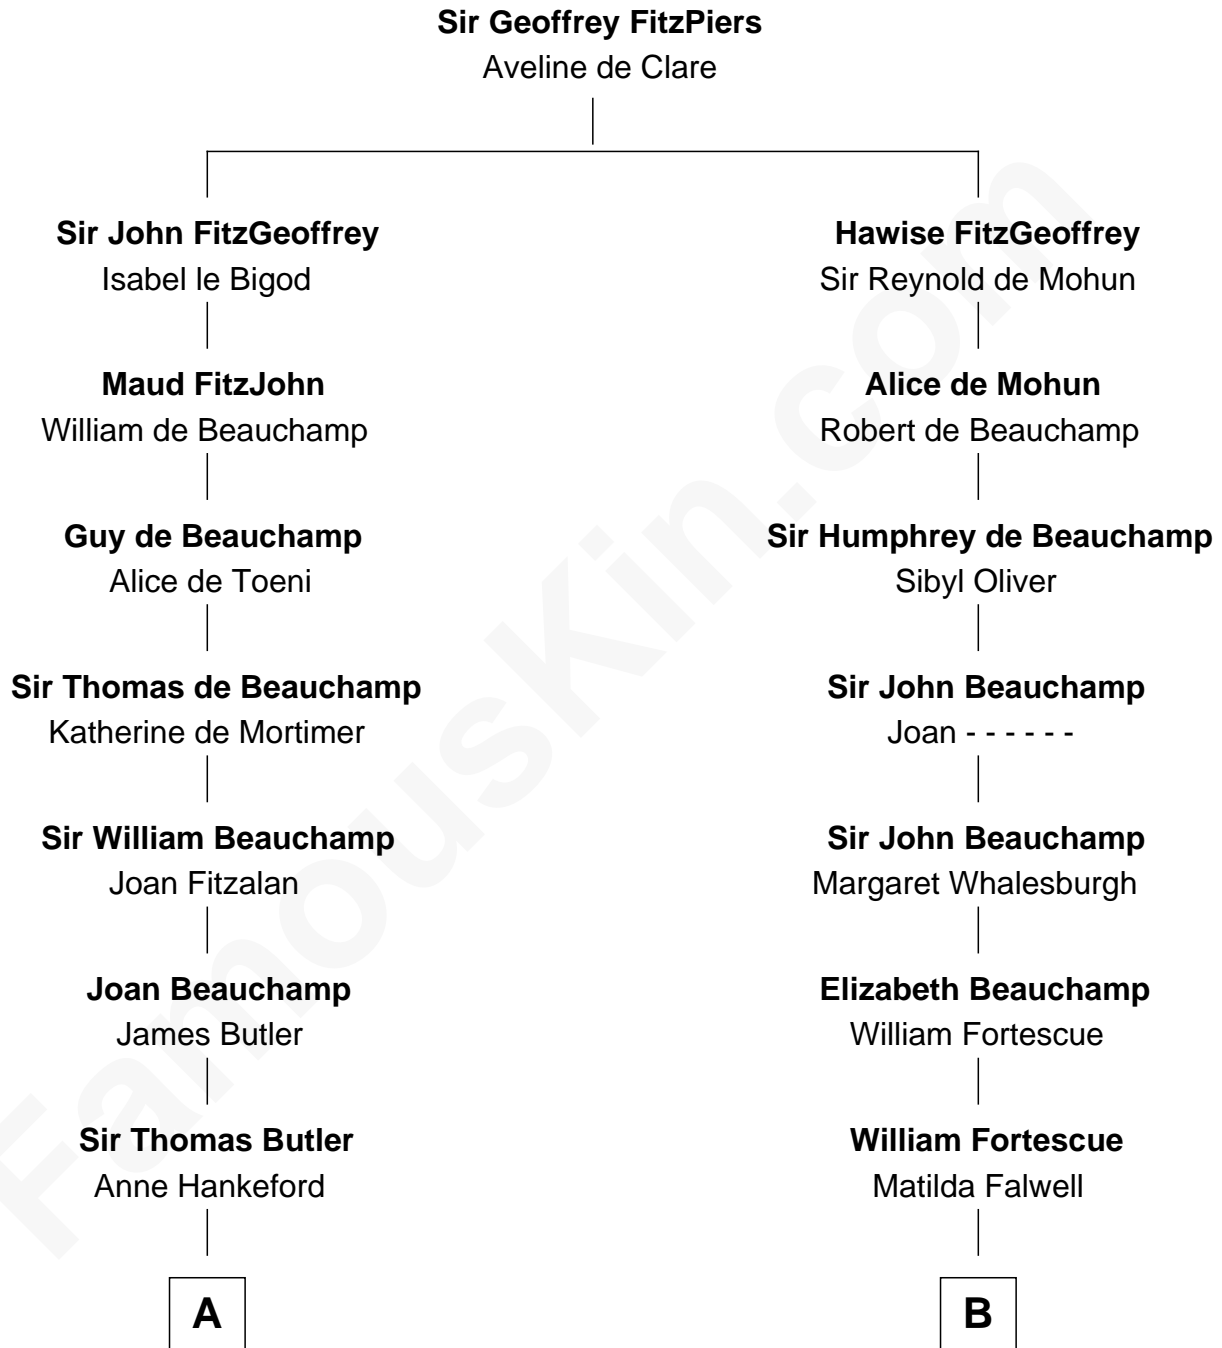 Sir Geoffrey FitzPiers
Aveline de Clare
Sir John FitzGeoffrey
Isabel le Bigod
Maud FitzJohn
William de Beauchamp
Guy de Beauchamp
Alice de Toeni
Sir Thomas de Beauchamp
Katherine de Mortimer
Sir William Beauchamp
Joan Fitzalan
Joan Beauchamp
James Butler
Sir Thomas Butler
Anne Hankeford
A
Hawise FitzGeoffrey
Sir Reynold de Mohun
Alice de Mohun
Robert de Beauchamp
Sir Humphrey de Beauchamp
Sibyl Oliver
Sir John Beauchamp
Joan - - - - - -
Sir John Beauchamp
Margaret Whalesburgh
Elizabeth Beauchamp
William Fortescue
William Fortescue
Matilda Falwell
B
FamousKin.com